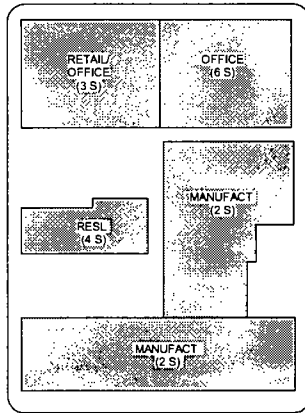 RETAIL/
OFFICE
(3 S)
OFFICE
(6 S)
MANUFACT
(2 S)
RESL
(4 S)
MANUFACT
(2 S)